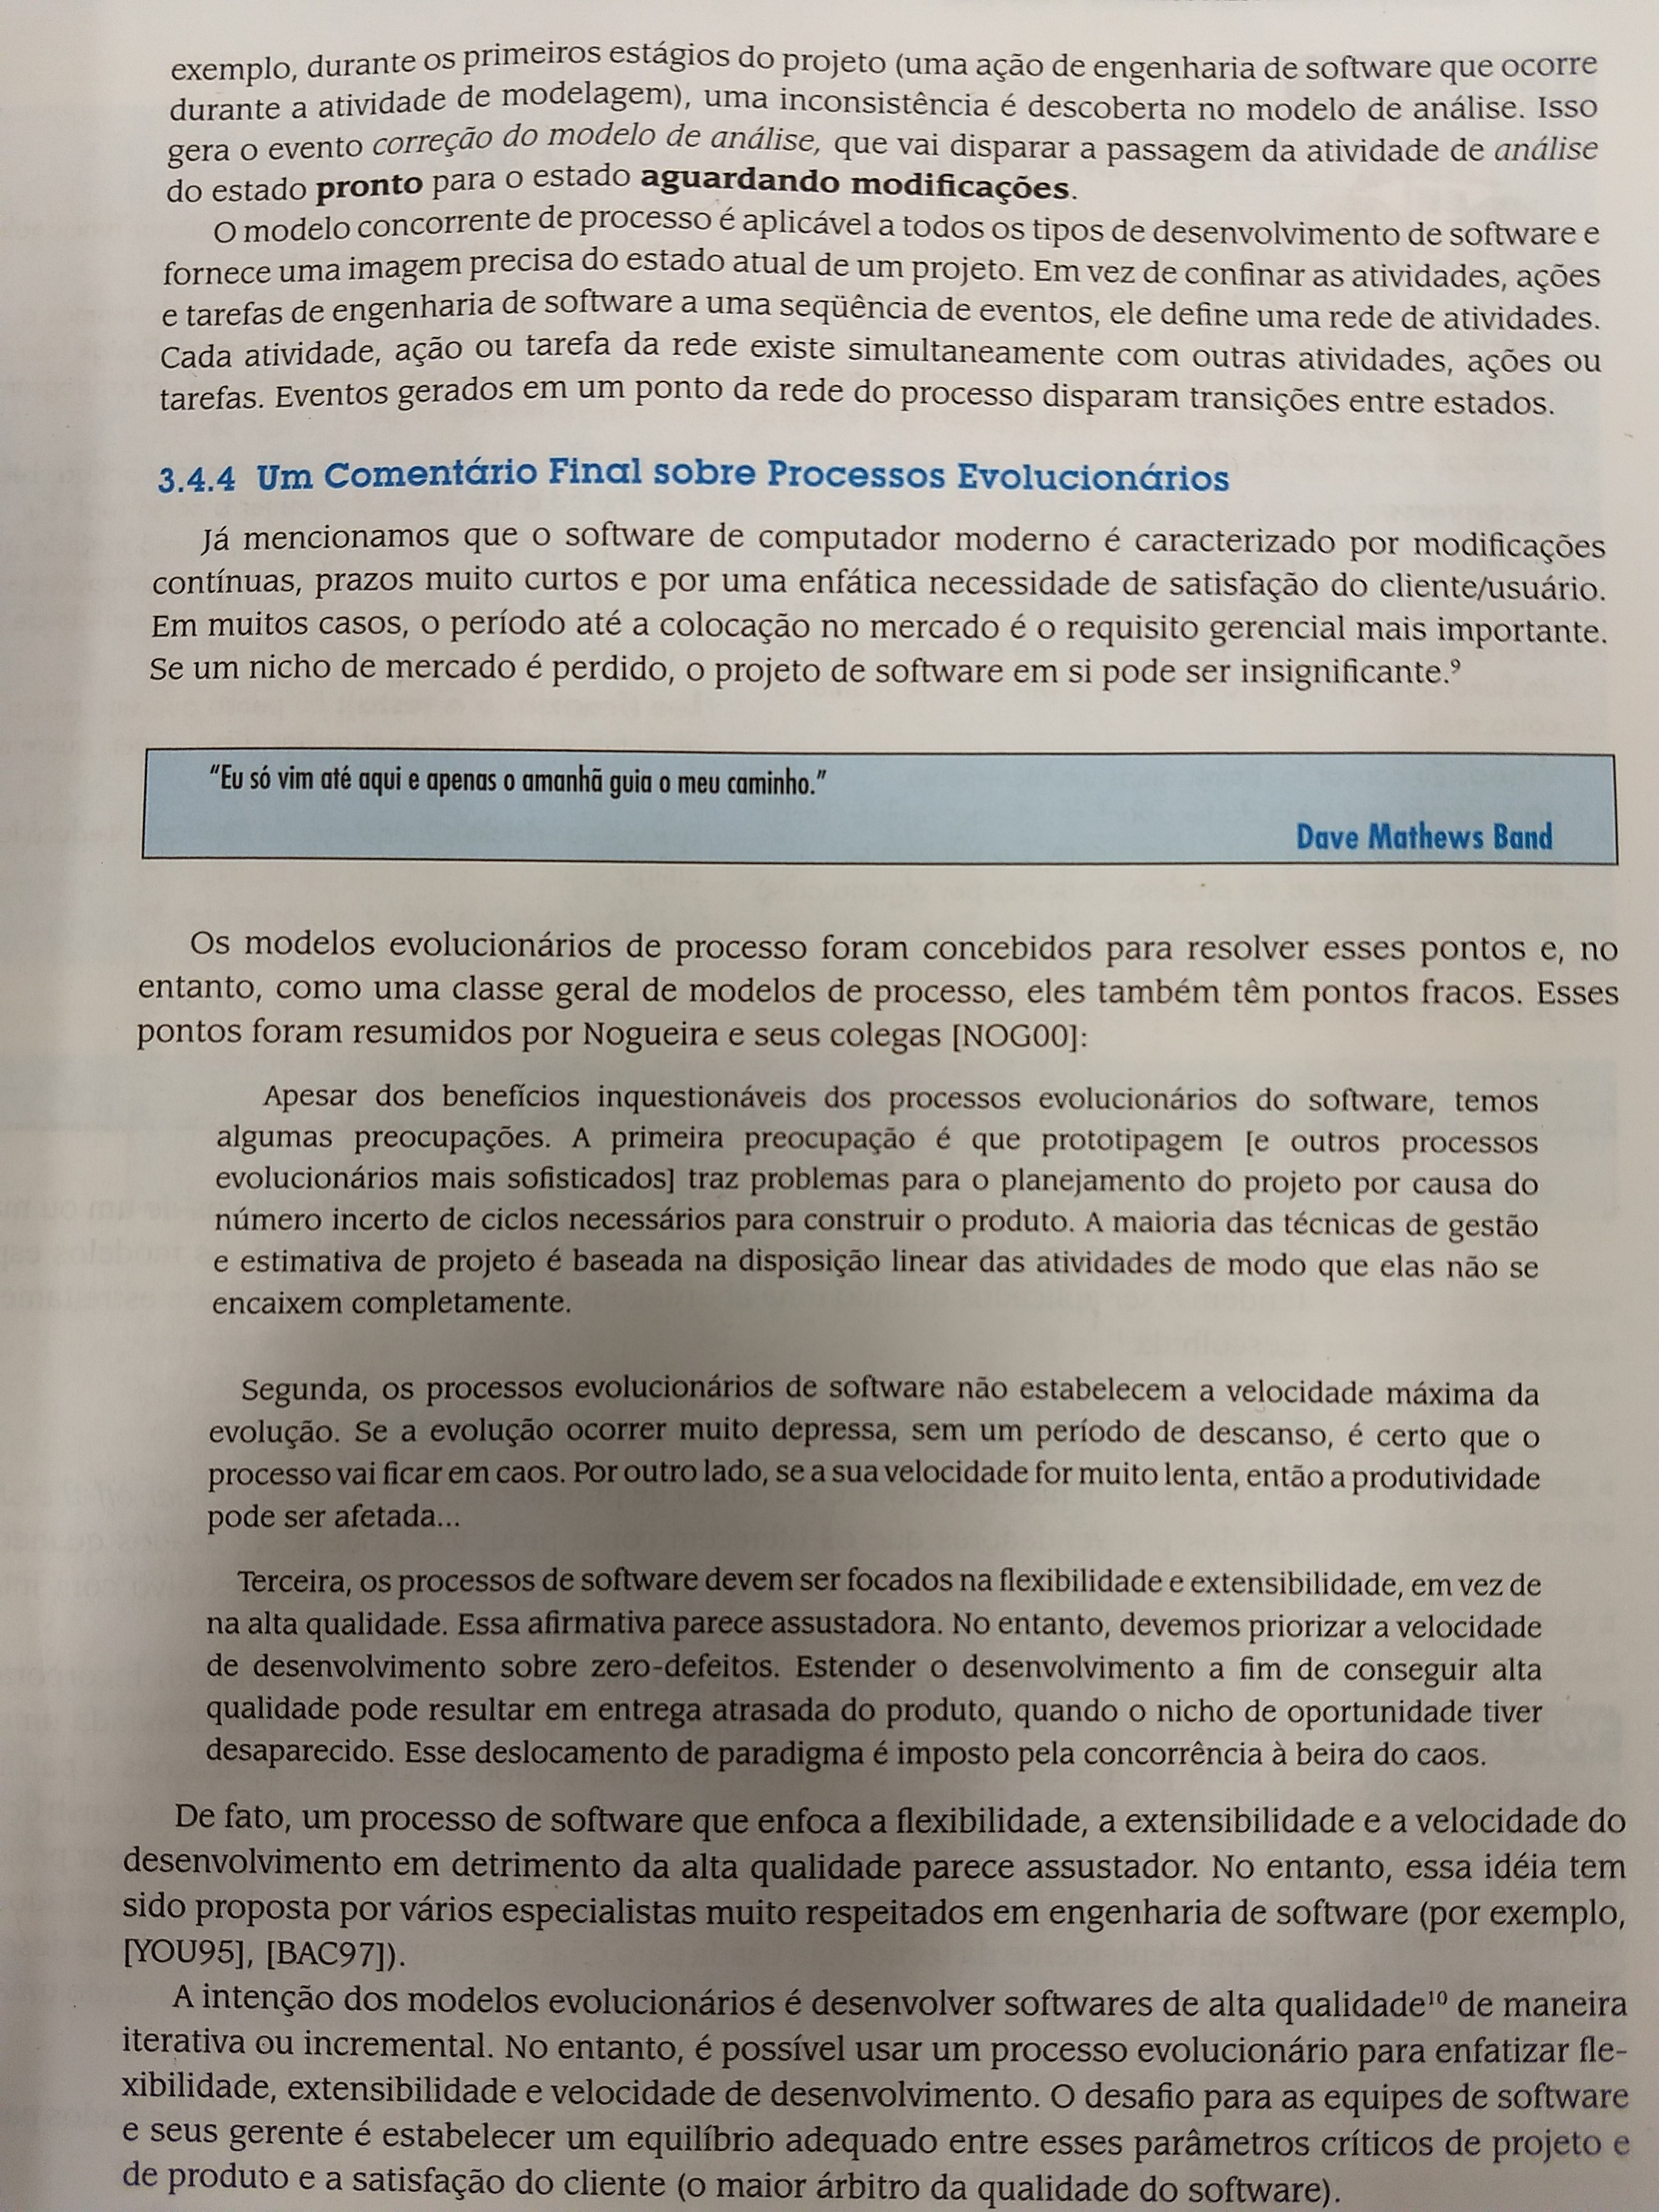 exemplo, durante os primeiros estágios do projeto (uma ação de engenharia de software que ocorre
durante a atividade de modelagem), uma inconsistência é descoberta no modelo de análise. Isso
gera o evento correção do modelo de análise, que vai disparar a passagem da atividade de análise
do estado pronto para o estado aguardando modificações.
O modelo concorrente de processo é aplicável a todos os tipos de desenvolvimento de software e
fornece uma imagem precisa do estado atual de um projeto. Em vez de confinar as atividades, ações
e tarefas de engenharia de software a uma seqüência de eventos, ele define uma rede de atividades.
Cada atividade, ação ou tarefa da rede existe simultaneamente com outras atividades, ações ou
tarefas. Eventos gerados em um ponto da rede do processo disparam transições entre estados.
3.4.4 Um Comentário Final sobre Processos Evolucionários
Já mencionamos que o software de computador moderno é caracterizado por modificações
contínuas, prazos muito curtos e por uma enfática necessidade de satisfação do cliente/usuário.
Em muitos casos, o período até a colocação no mercado é o requisito gerencial mais importante.
Se um nicho de mercado é perdido, o projeto de software em si pode ser insignificante.⁹
“Eu só vim até aqui e apenas o amanhã guia o meu caminho.”
Dave Mathews Band
Os modelos evolucionários de processo foram concebidos para resolver esses pontos e, no
entanto, como uma classe geral de modelos de processo, eles também têm pontos fracos. Esses
pontos foram resumidos por Nogueira e seus colegas [NOG00]:
Apesar dos benefícios inquestionáveis dos processos evolucionários do software, temos
algumas preocupações. A primeira preocupação é que prototipagem [e outros processos
evolucionários mais sofisticados] traz problemas para o planejamento do projeto por causa do
número incerto de ciclos necessários para construir o produto. A maioria das técnicas de gestão
e estimativa de projeto é baseada na disposição linear das atividades de modo que elas não se
encaixem completamente.
Segunda, os processos evolucionários de software não estabelecem a velocidade máxima da
evolução. Se a evolução ocorrer muito depressa, sem um período de descanso, é certo que o
processo vai ficar em caos. Por outro lado, se a sua velocidade for muito lenta, então a produtividade
pode ser afetada...
Terceira, os processos de software devem ser focados na flexibilidade e extensibilidade, em vez de
na alta qualidade. Essa afirmativa parece assustadora. No entanto, devemos priorizar a velocidade
de desenvolvimento sobre zero-defeitos. Estender o desenvolvimento a fim de conseguir alta
qualidade pode resultar em entrega atrasada do produto, quando o nicho de oportunidade tiver
desaparecido. Esse deslocamento de paradigma é imposto pela concorrência à beira do caos.
De fato, um processo de software que enfoca a flexibilidade, a extensibilidade e a velocidade do
desenvolvimento em detrimento da alta qualidade parece assustador. No entanto, essa idéia tem
sido proposta por vários especialistas muito respeitados em engenharia de software (por exemplo,
[YOU95], [BAC97]).
A intenção dos modelos evolucionários é desenvolver softwares de alta qualidade¹⁰ de maneira
iterativa ou incremental. No entanto, é possível usar um processo evolucionário para enfatizar fle-
xibilidade, extensibilidade e velocidade de desenvolvimento. O desafio para as equipes de software
e seus gerente é estabelecer um equilíbrio adequado entre esses parâmetros críticos de projeto e
de produto e a satisfação do cliente (o maior árbitro da qualidade do software).